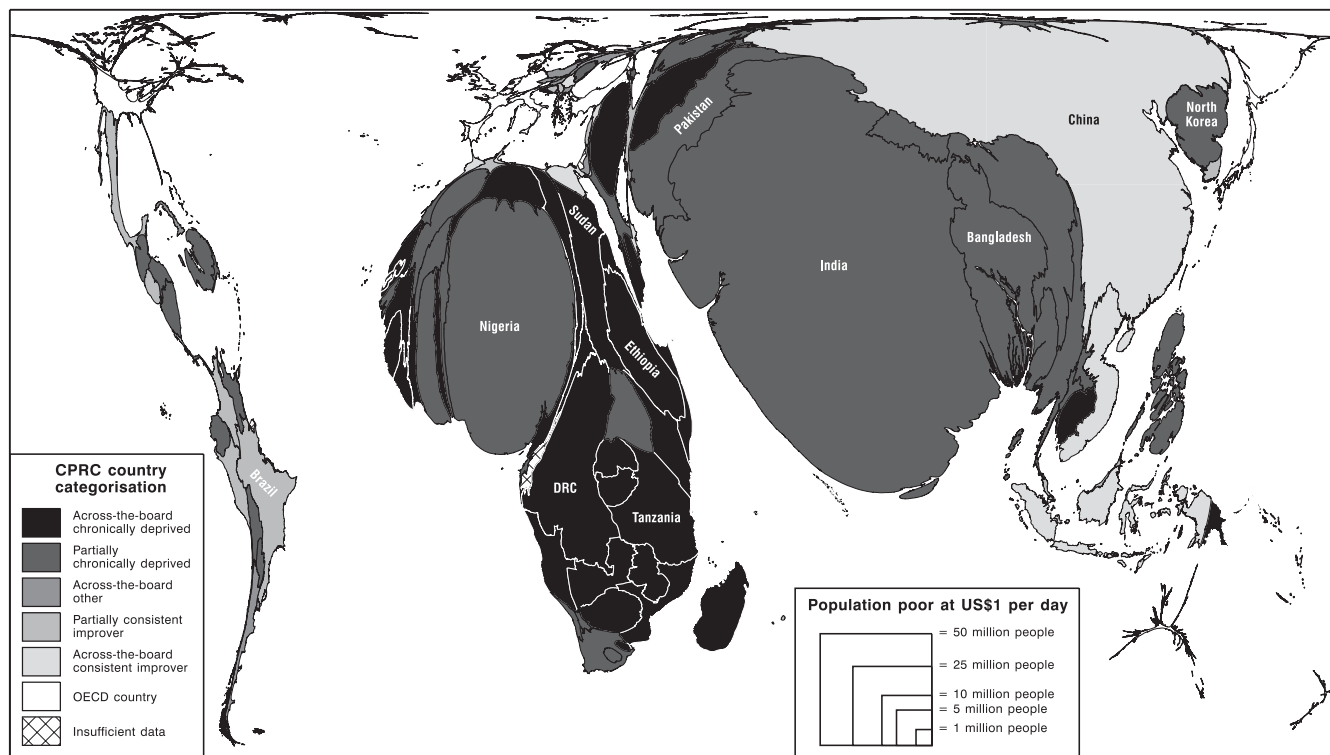 Pakistan
China
North
Korea
Sudan
India
Bangladesh
Nigeria
Ethiopia
Brazil
DRC
Tanzania
CPRC country
categorisation
Across-the-board
chronically deprived
Partially
chronically deprived
Across-the-board
other
Partially consistent
improver
Across-the-board
consistent improver
OECD country
Insufficient data
Population poor at US$1 per day
= 50 million people
= 25 million people
= 10 million people
= 5 million people
= 1 million people